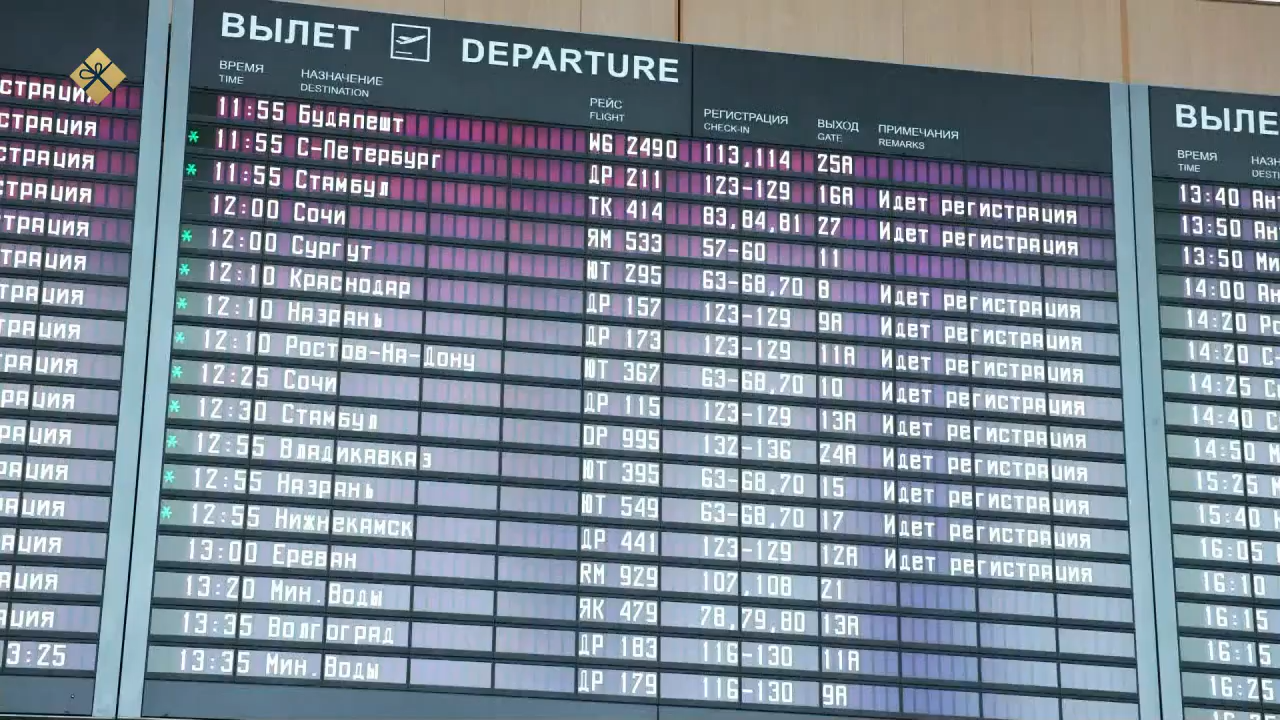 ВЫЛЕТ DEPARTURE
ВРЕМЯ НАЗНАЧЕНИЕ РЕЙС РЕГИСТРАЦИЯ ВЫХОД ПРИМЕЧАНИЯ
TIME DESTINATION FLIGHT CHECK-IN GATE REMARKS
11:55 Будапешт W6 2490 113,114 25A
* 11:55 С-Петербург ДР 211 123-129 16A Идет регистрация
* 11:55 Стамбул ТК 414 83,84,81 27 Идет регистрация
12:00 Сочи ЯМ 533 57-60 11
* 12:00 Сургут ЮТ 295 63-68,70 8 Идет регистрация
* 12:10 Краснодар ДР 157 123-129 9A Идет регистрация
* 12:10 Назрань ДР 173 123-129 11A Идет регистрация
* 12:10 Ростов-На-Дону ЮТ 367 63-68,70 10 Идет регистрация
* 12:25 Сочи ДР 115 123-129 13A Идет регистрация
* 12:30 Стамбул ОР 995 132-136 24A Идет регистрация
* 12:55 Владикавказ ЮТ 395 63-68,70 15 Идет регистрация
* 12:55 Назрань ЮТ 549 63-68,70 17 Идет регистрация
* 12:55 Нижнекамск ДР 441 123-129 12A Идет регистрация
13:00 Ереван RM 929 107,108 21
13:20 Мин.Воды ЯК 479 78,79,80 13A
13:35 Волгоград ДР 183 116-130 11A
13:35 Мин.Воды ДР 179 116-130 9A
ВЫЛЕ
ВРЕМЯ НАЗН
TIME DESTI
13:40 Ан
13:50 Ан
13:50 Ми
14:00 Ан
14:20 Ро
14:20 С-
14:25 С
14:40 С
14:50 М
15:25
15:40
16:05
16:10
16:15
16:15
16:25